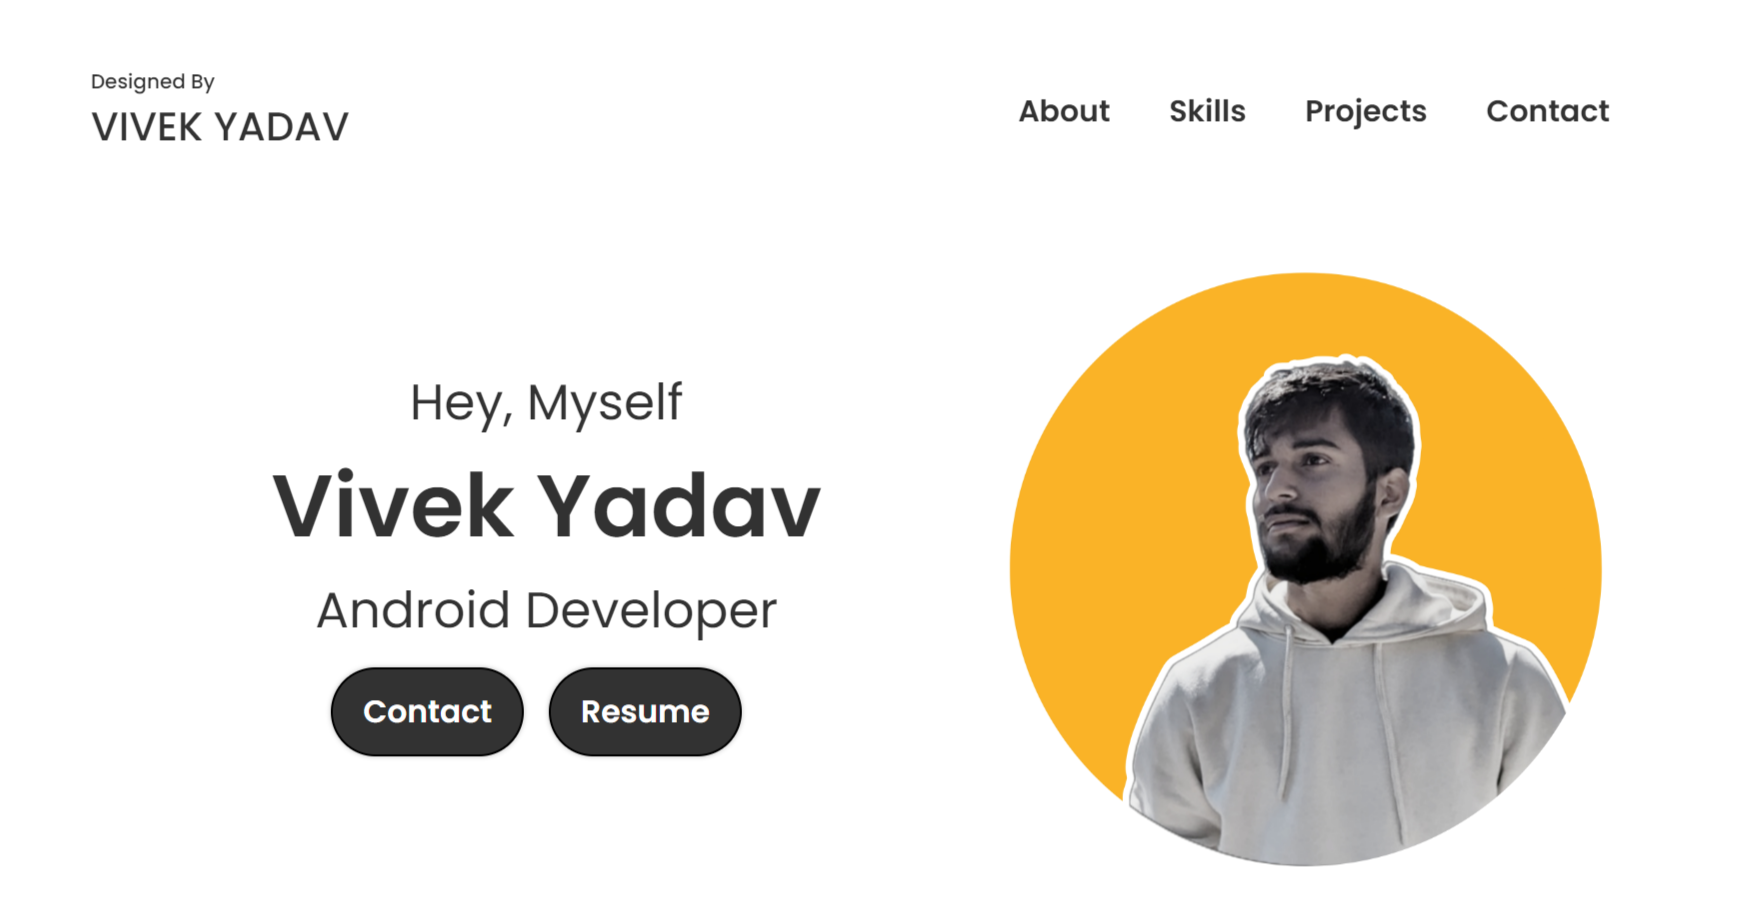 Designed By
VIVEK YADAV
About Skills Projects Contact
Hey, Myself
Vivek Yadav
Android Developer
Contact Resume